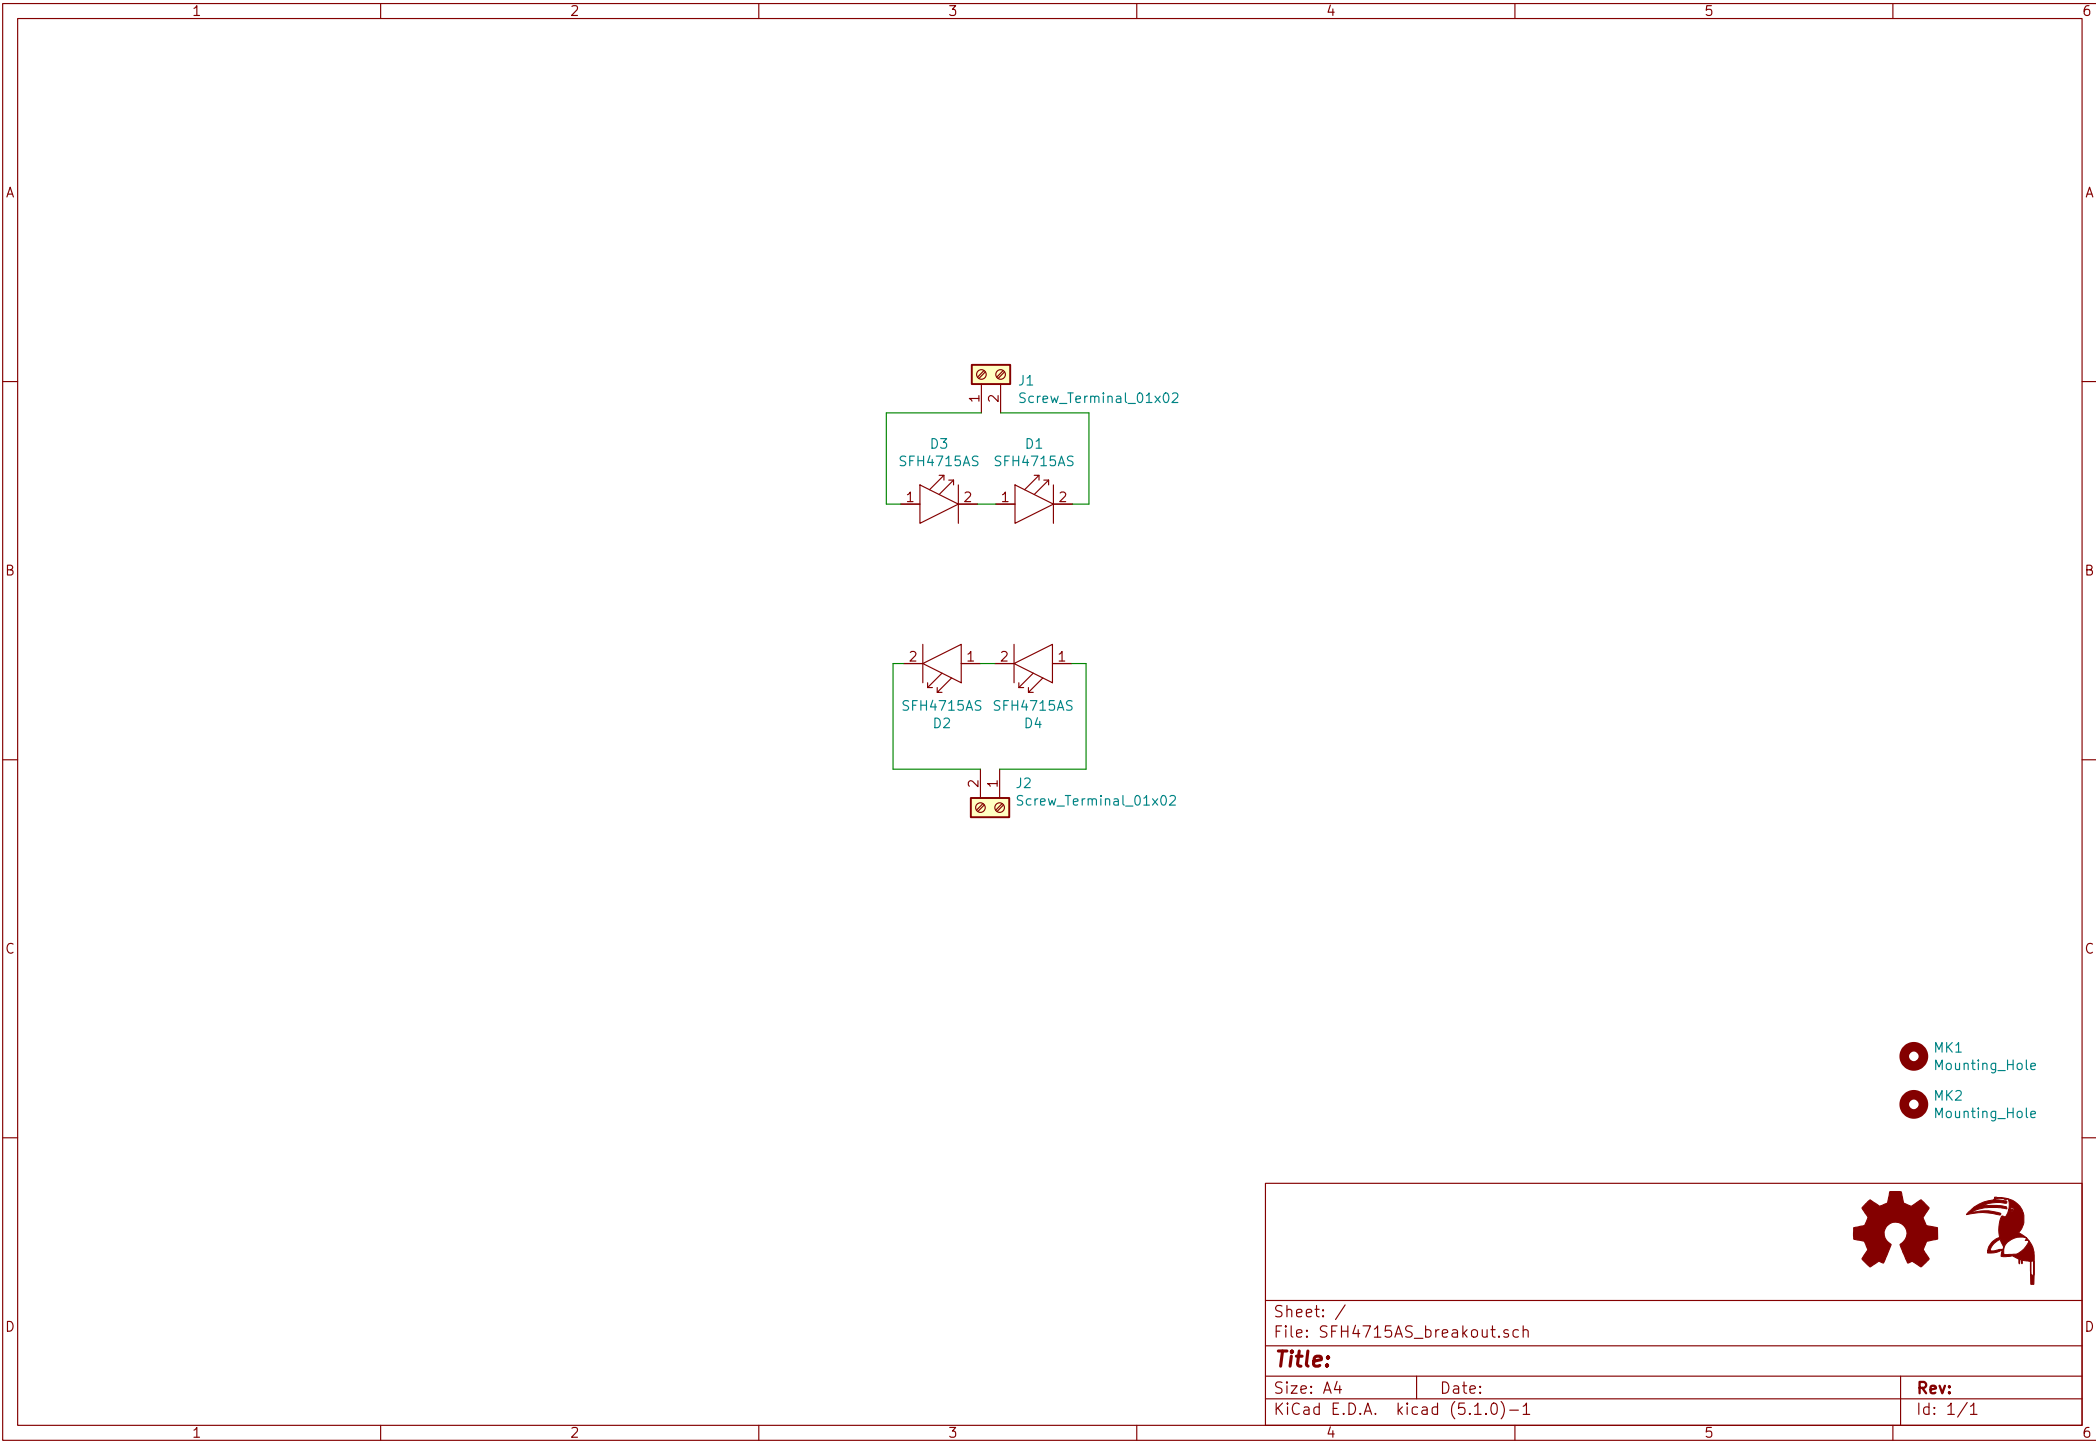 1 2 3 4 5 6
A A
J1
1 2 Screw_Terminal_01x02
D3 D1
SFH4715AS SFH4715AS
1 2 1 2
B B
2 1 2 1
SFH4715AS SFH4715AS
D2 D4
2 1 J2
Screw_Terminal_01x02
C C
MK1
Mounting_Hole
MK2
Mounting_Hole
Sheet: /
File: SFH4715AS_breakout.sch
D D
Title:
Size: A4 Date: Rev:
KiCad E.D.A. kicad (5.1.0)-1 Id: 1/1
1 2 3 4 5 6